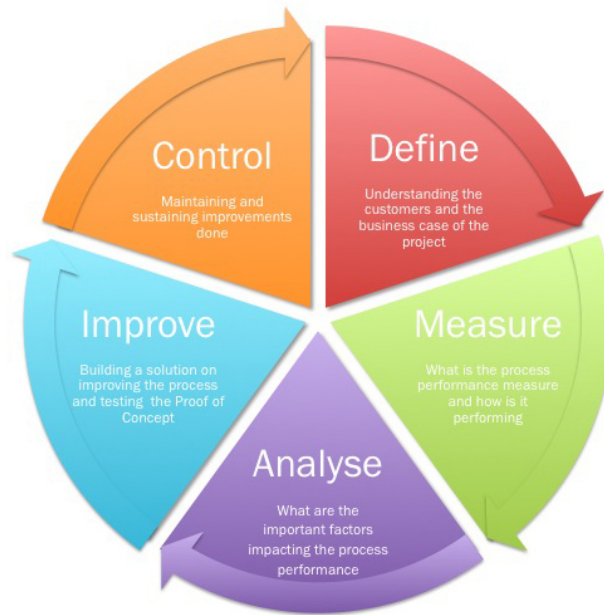 Define
Understanding the
customers and the
business case of the
project
Measure
What is the process
performance measure
and how is it
performing
Analyse
What are the
important factors
impacting the process
performance
Improve
Building a solution on
improving the process
and testing the Proof of
Concept
Control
Maintaining and
sustaining improvements
done